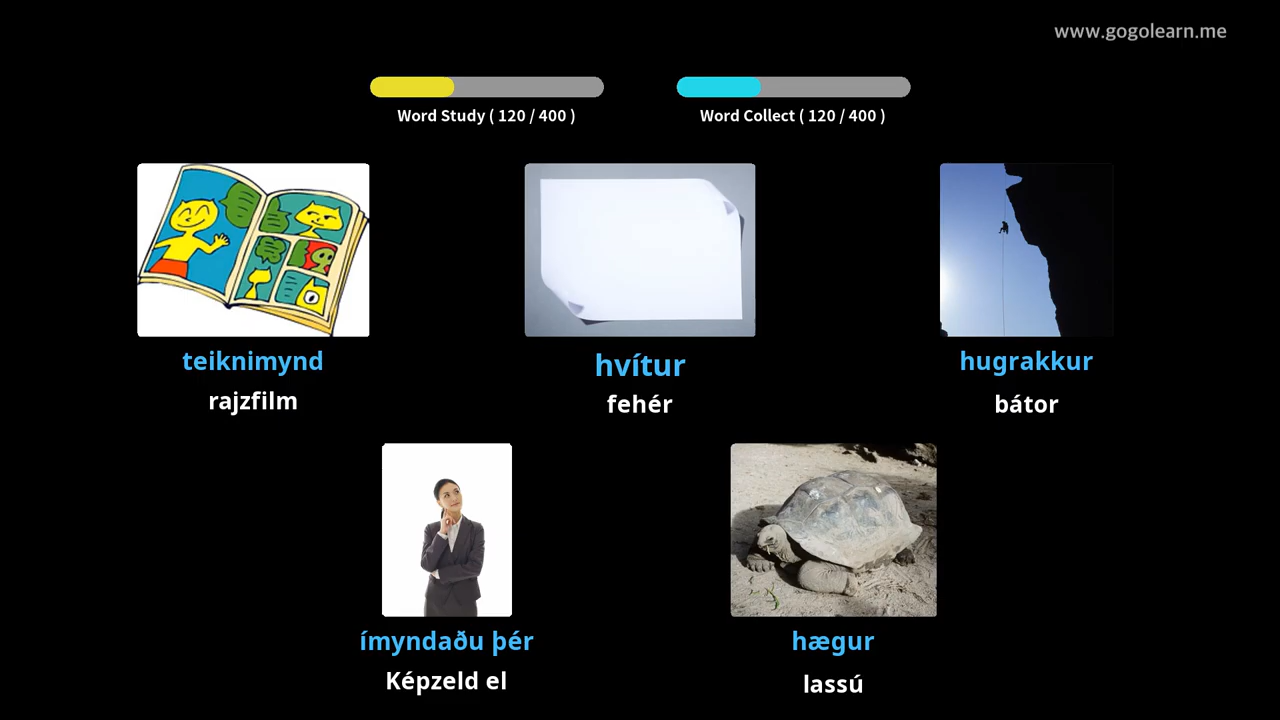 www.gogolearn.me
Word Study ( 120 / 400 )
Word Collect ( 120 / 400 )
teiknimynd
rajzfilm
hvítur
fehér
hugrakkur
bátor
ímyndaðu þér
Képzeld el
hægur
lassú